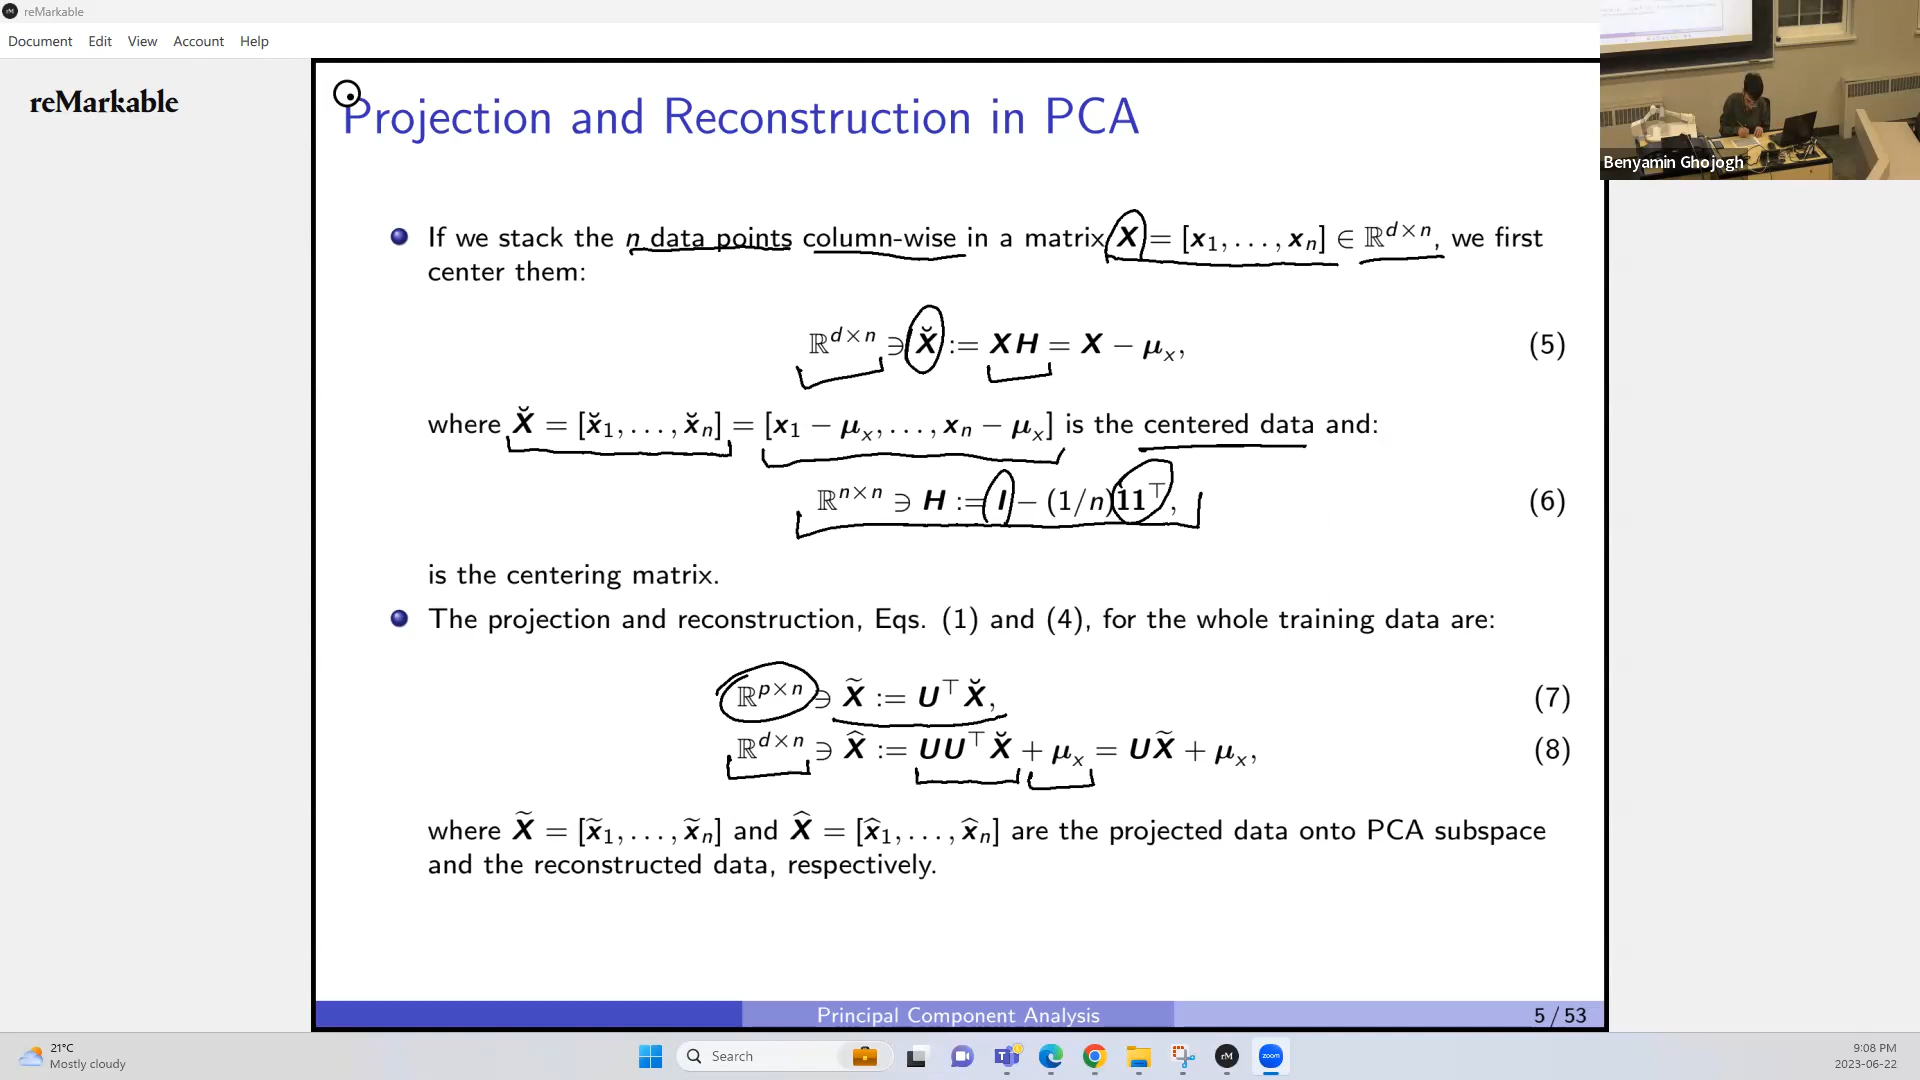 reMarkable
Document Edit View Account Help
reMarkable
Projection and Reconstruction in PCA
Benyamin Ghojogh
If we stack the n data points column-wise in a matrix X = [x₁, . . . , xₙ] ∈ ℝ^{d×n}, we first
center them:
ℝ^{d×n} ∋ X̆ := XH = X − μₓ, (5)
where X̆ = [x̆₁, . . . , x̆ₙ] = [x₁ − μₓ, . . . , xₙ − μₓ] is the centered data and:
ℝ^{n×n} ∋ H := I − (1/n)11^⊤, (6)
is the centering matrix.
The projection and reconstruction, Eqs. (1) and (4), for the whole training data are:
ℝ^{p×n} ∋ X̃ := U^⊤X̆, (7)
ℝ^{d×n} ∋ X̂ := UU^⊤X̆ + μₓ = UX̃ + μₓ, (8)
where X̃ = [x̃₁, . . . , x̃ₙ] and X̂ = [x̂₁, . . . , x̂ₙ] are the projected data onto PCA subspace
and the reconstructed data, respectively.
Principal Component Analysis 5 / 53
21°C
Mostly cloudy
Search
rM
zoom
9:08 PM
2023-06-22